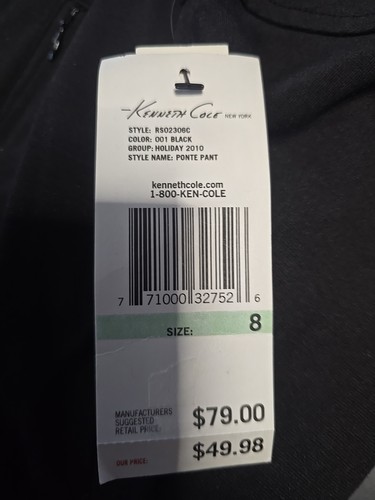 KENNETH COLE NEW YORK
STYLE: RS02306C
COLOR: 001 BLACK
GROUP: HOLIDAY 2010
STYLE NAME: PONTE PANT
kennethcole.com
1-800-KEN-COLE
7 71000 32752 6
SIZE: 8
MANUFACTURERS
SUGGESTED
RETAIL PRICE: $79.00
OUR PRICE: $49.98